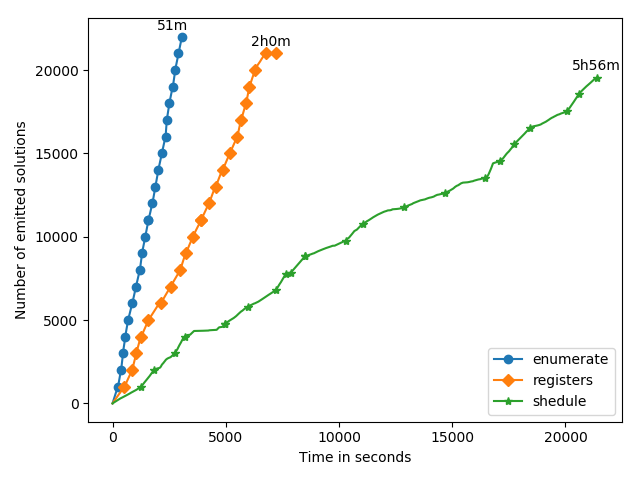 51m
2h0m
5h56m
20000
15000
10000
5000
0
Number of emitted solutions
0 5000 10000 15000 20000
Time in seconds
enumerate
registers
shedule